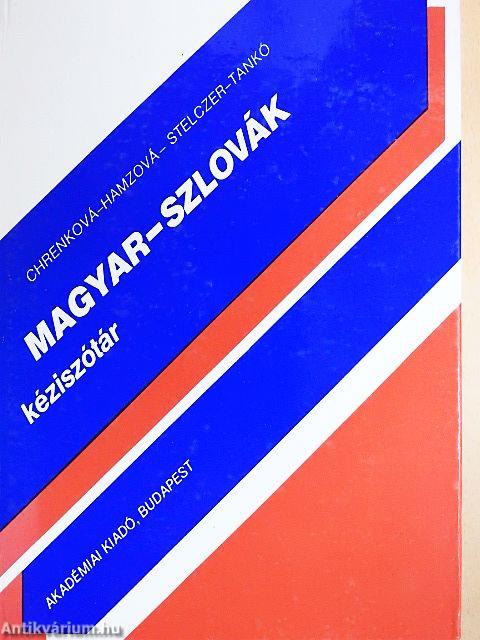 CHRENKOVÁ–HAMZOVÁ–STELCZER–TANKÓ
MAGYAR–SZLOVÁK
kéziszótár
AKADÉMIAI KIADÓ, BUDAPEST
Antikvárium.hu